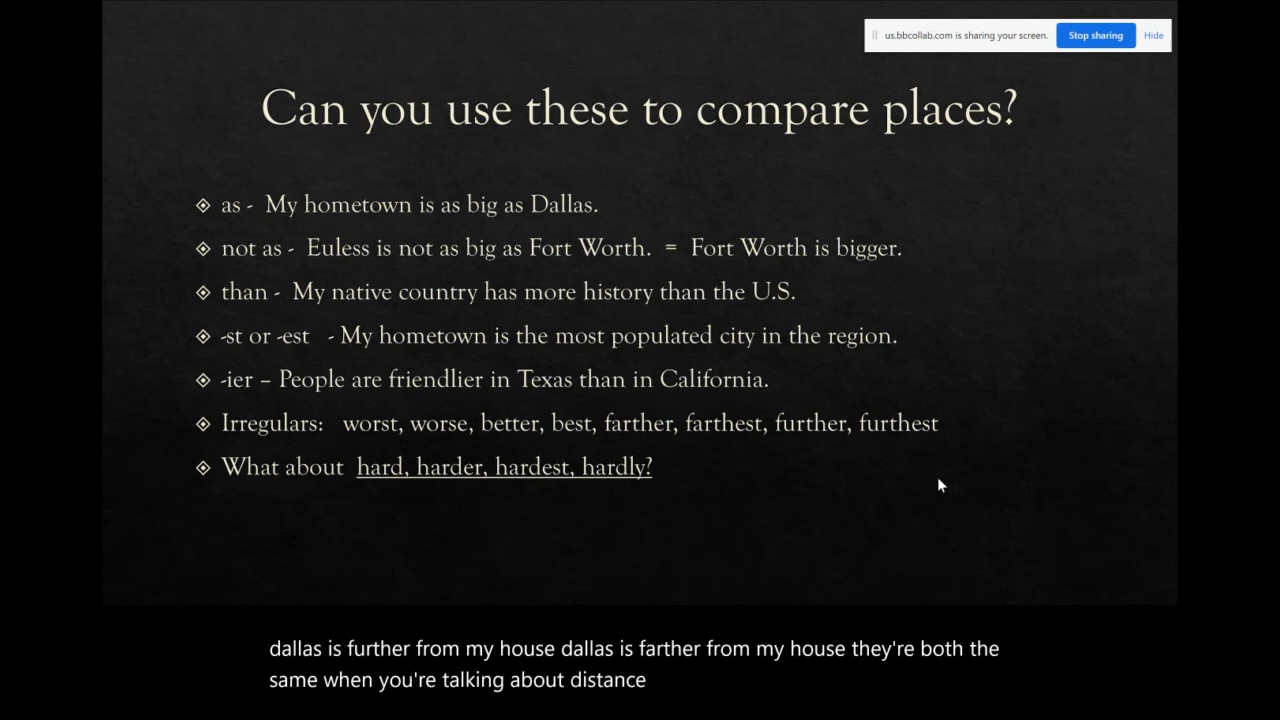 us.bbcollab.com is sharing your screen. Stop sharing Hide
Can you use these to compare places?
as - My hometown is as big as Dallas.
not as - Euless is not as big as Fort Worth. = Fort Worth is bigger.
than - My native country has more history than the U.S.
-st or -est - My hometown is the most populated city in the region.
-ier – People are friendlier in Texas than in California.
Irregulars: worst, worse, better, best, farther, farthest, further, furthest
What about hard, harder, hardest, hardly?
dallas is further from my house dallas is farther from my house they're both the
same when you're talking about distance